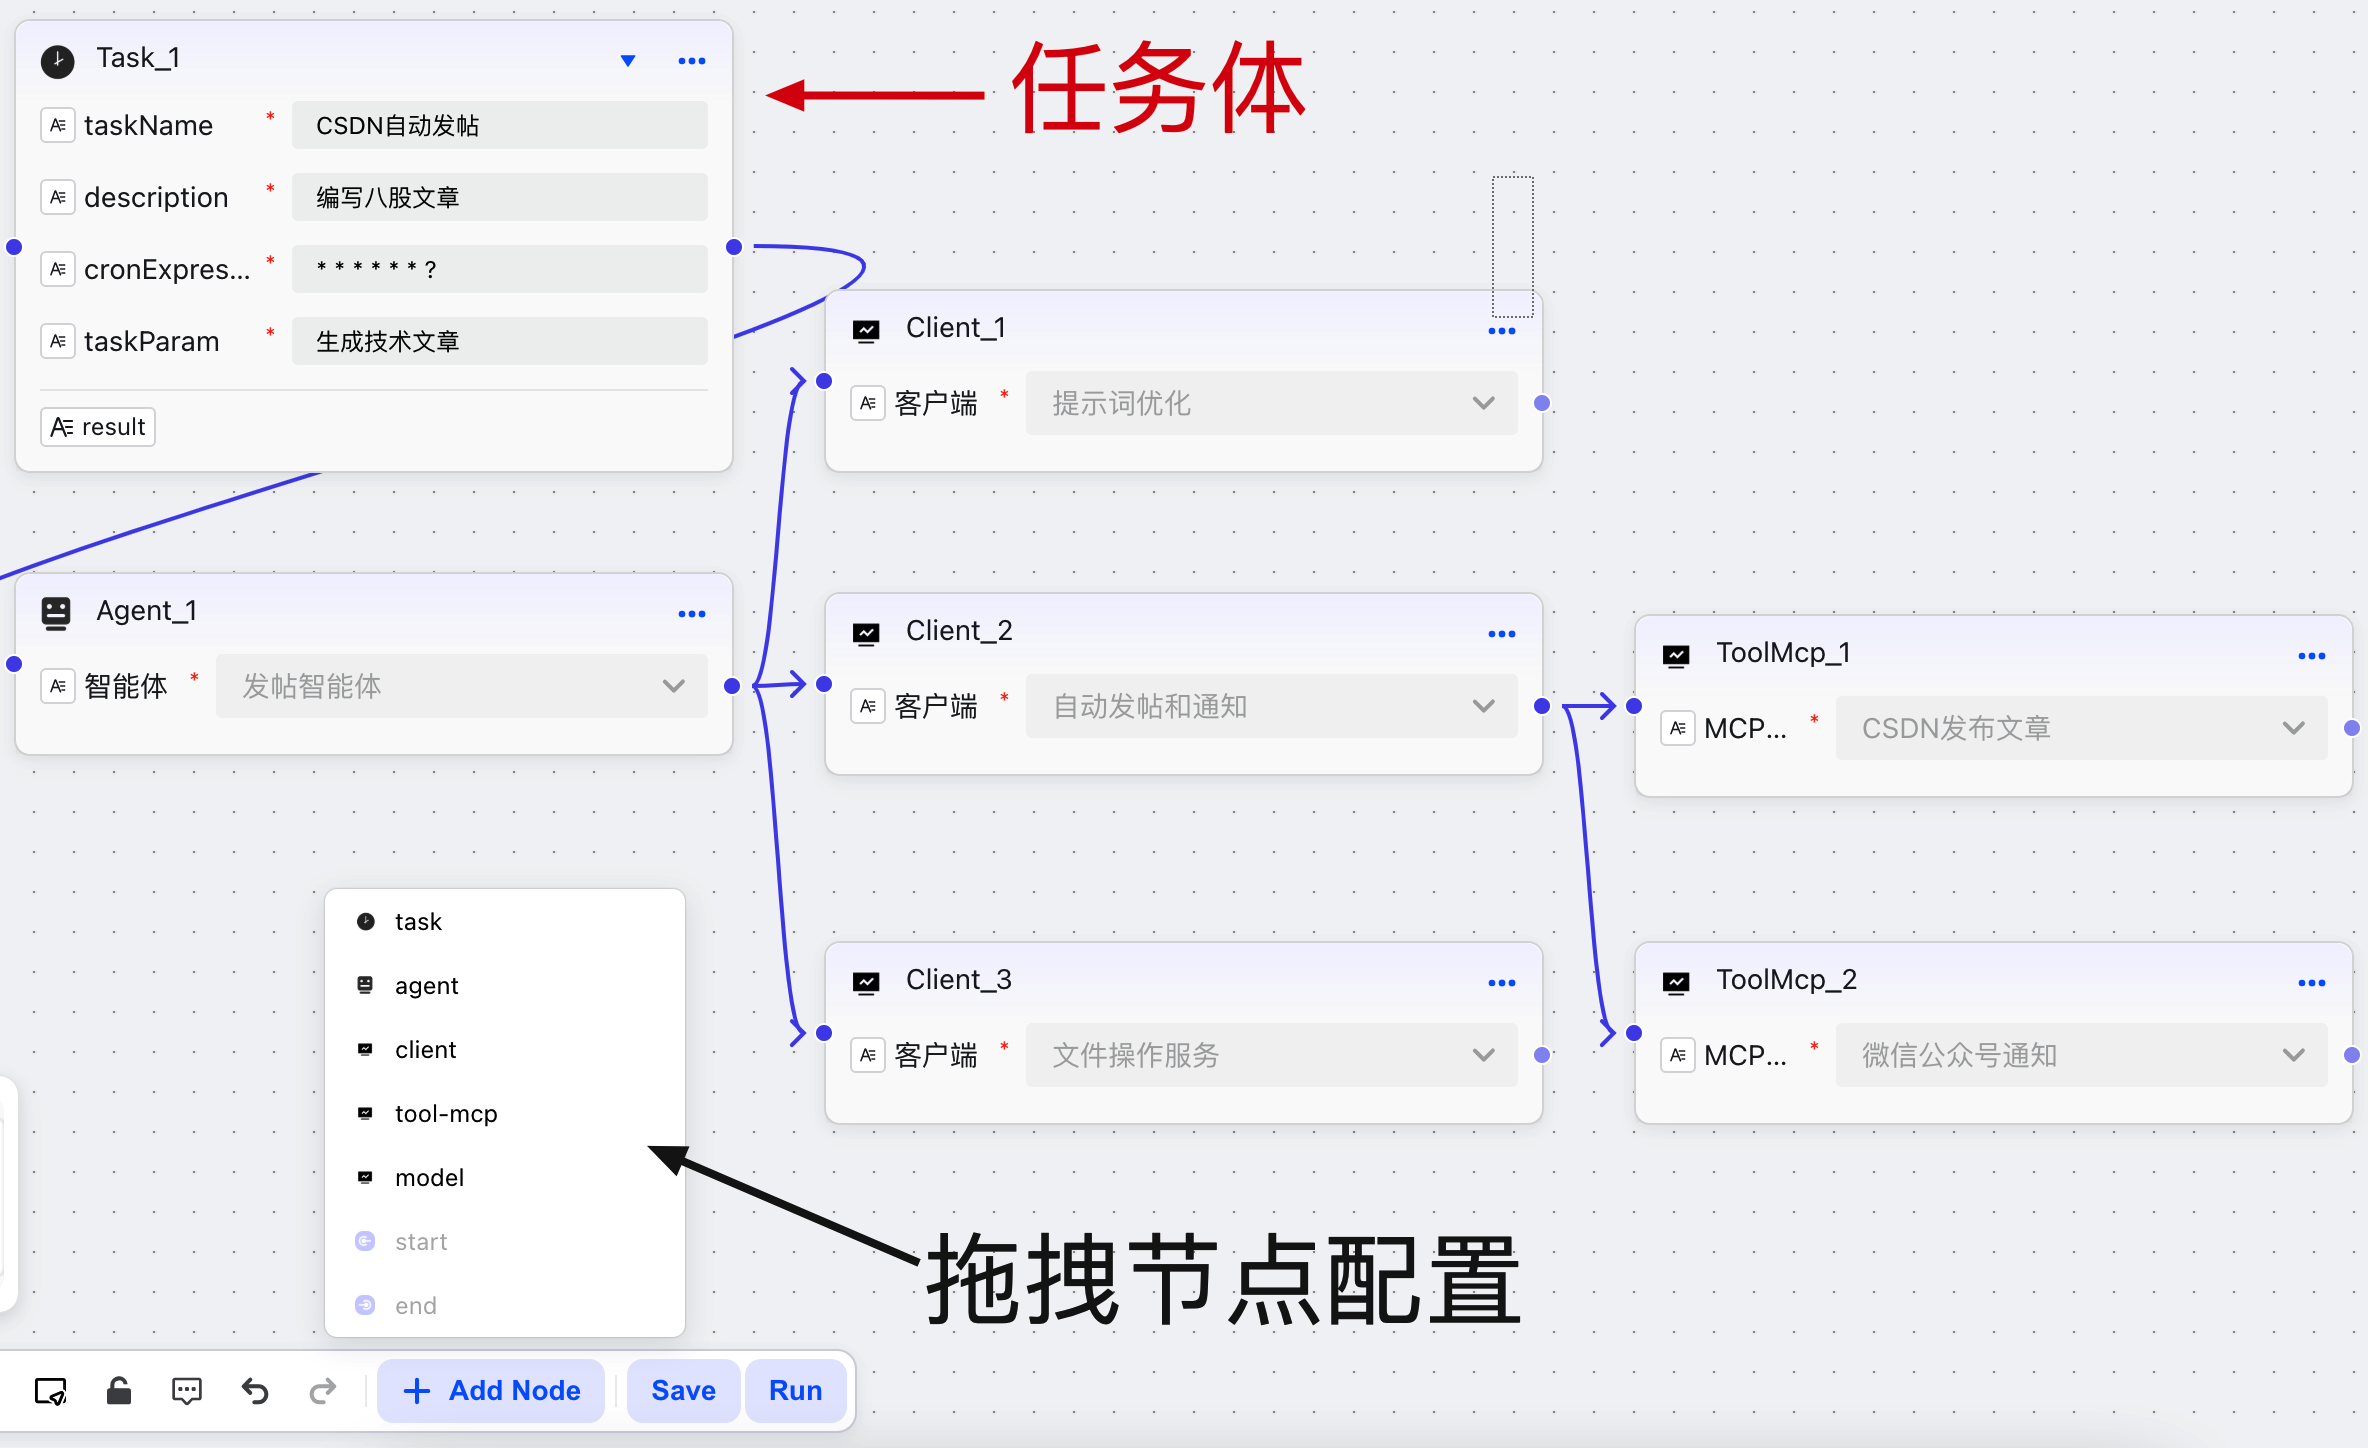 Task_1
任务体
taskName * CSDN自动发帖
description * 编写八股文章
cronExpres... * * * * * * * ?
taskParam * 生成技术文章
result
Client_1
客户端 * 提示词优化
Agent_1
智能体 * 发帖智能体
Client_2
客户端 * 自动发帖和通知
ToolMcp_1
MCP... * CSDN发布文章
Client_3
客户端 * 文件操作服务
ToolMcp_2
MCP... * 微信公众号通知
task
agent
client
tool-mcp
model
start
end
拖拽节点配置
Add Node
Save
Run